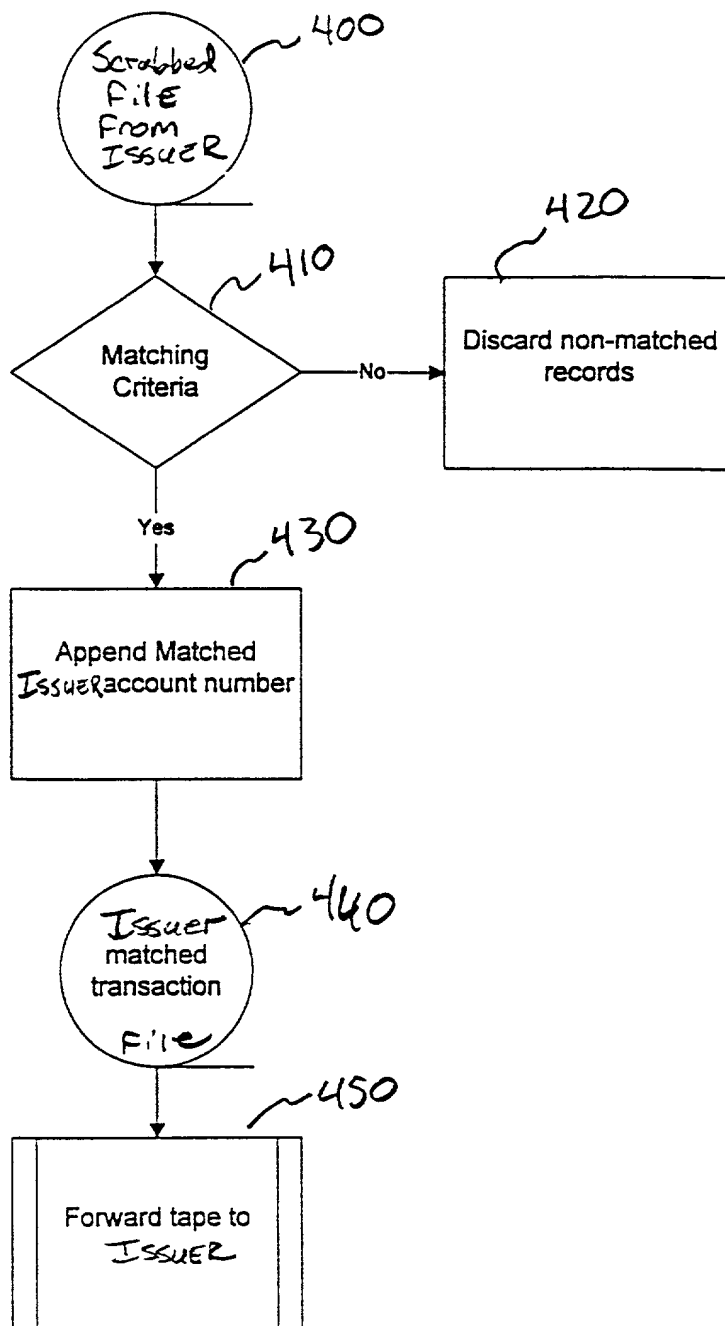 400
Scrabbed
File
From
ISSUER
410
420
Matching
Criteria
No
Discard non-matched
records
Yes
430
Append Matched
ISSUER account number
440
Issuer
matched
transaction
File
450
Forward tape to
ISSUER